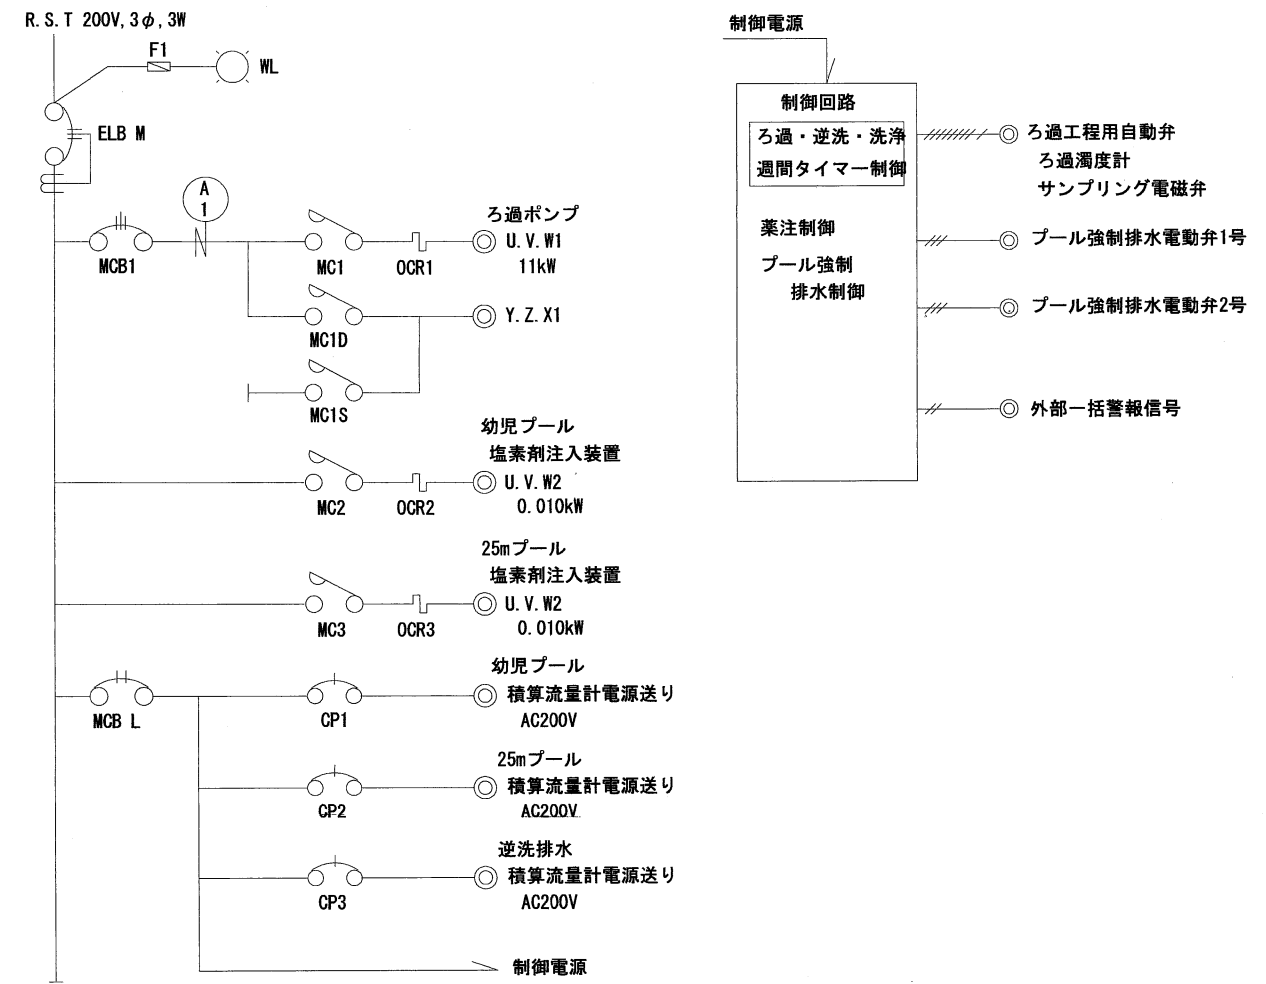 R.S.T 200V,3φ,3W
F1
WL
ELB M
A
1
MCB1
MC1
OCR1
ろ過ポンプ
U.V.W1
11kW
MC1D
Y.Z.X1
MC1S
幼児プール
塩素剤注入装置
U.V.W2
0.010kW
MC2
OCR2
25mプール
塩素剤注入装置
U.V.W2
0.010kW
MC3
OCR3
幼児プール
積算流量計電源送り
AC200V
MCB L
CP1
25mプール
積算流量計電源送り
AC200V
CP2
逆洗排水
積算流量計電源送り
AC200V
CP3
制御電源
制御電源
制御回路
ろ過・逆洗・洗浄
週間タイマー制御
薬注制御
プール強制
排水制御
ろ過工程用自動弁
ろ過濁度計
サンプリング電磁弁
プール強制排水電動弁1号
プール強制排水電動弁2号
外部一括警報信号